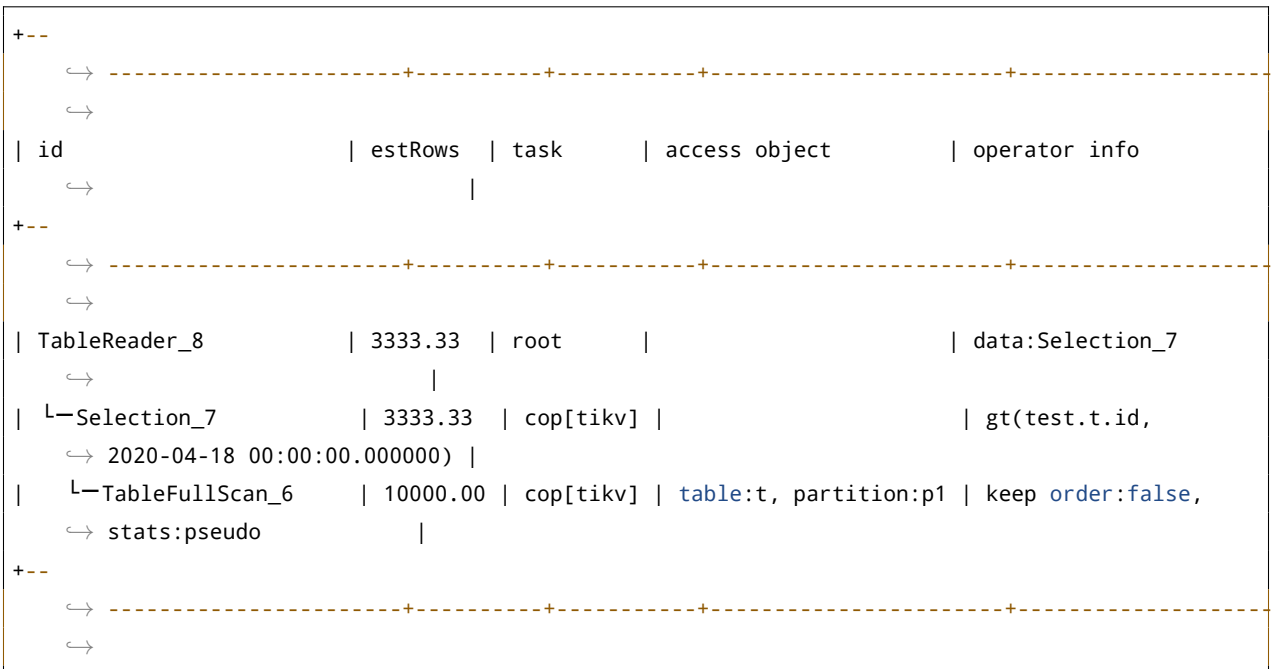 +--
↪ -----------------------+----------+-----------+------------------------+--------------------
↪
| id                      | estRows  | task      | access object          | operator info
↪                              |
+--
↪ -----------------------+----------+-----------+------------------------+--------------------
↪
| TableReader_8           | 3333.33  | root      |                        | data:Selection_7
↪                           |
| └─Selection_7           | 3333.33  | cop[tikv] |                        | gt(test.t.id,
↪ 2020-04-18 00:00:00.000000) |
|   └─TableFullScan_6     | 10000.00 | cop[tikv] | table:t, partition:p1 | keep order:false,
↪ stats:pseudo            |
+--
↪ -----------------------+----------+-----------+------------------------+--------------------
↪